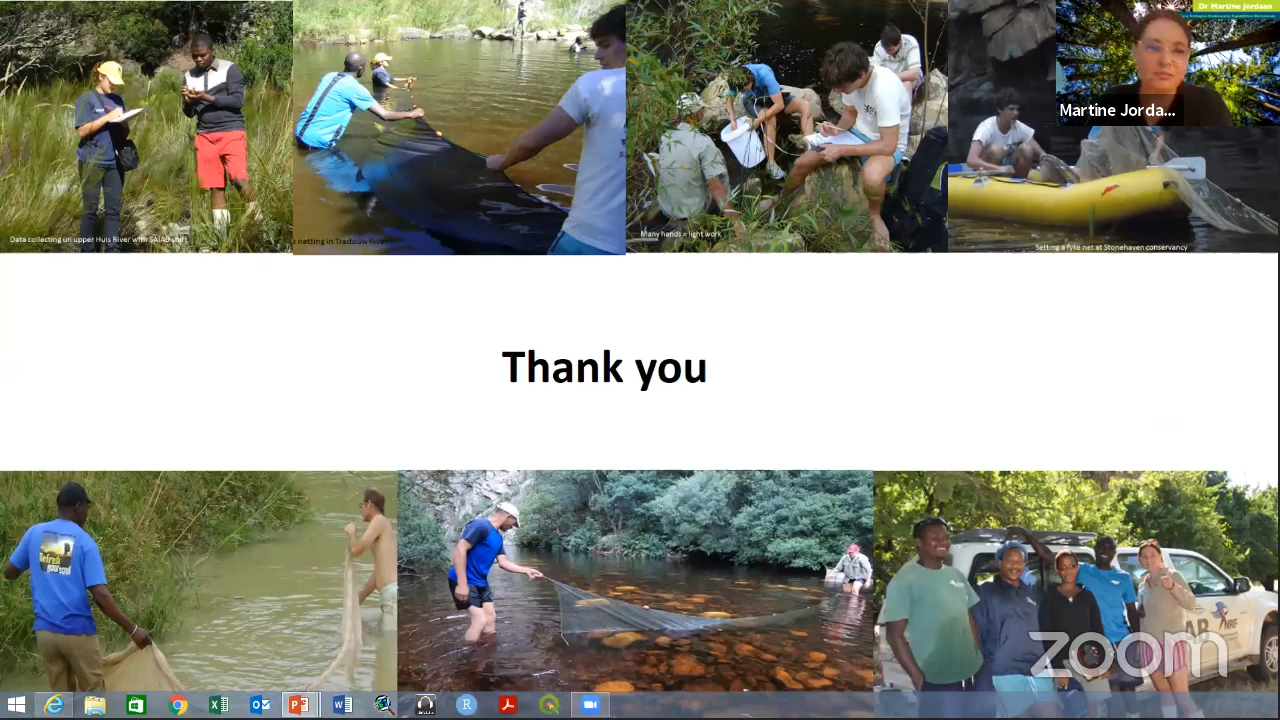 Dr Martine Jordaan
Martine Jorda...
Data collecting on upper Huis River with SAIAB staff
netting in Tradouw River
Many hands = light work
Setting a fyke net at Stonehaven conservancy
Thank you
Refresh
your soul
NRF
zoom